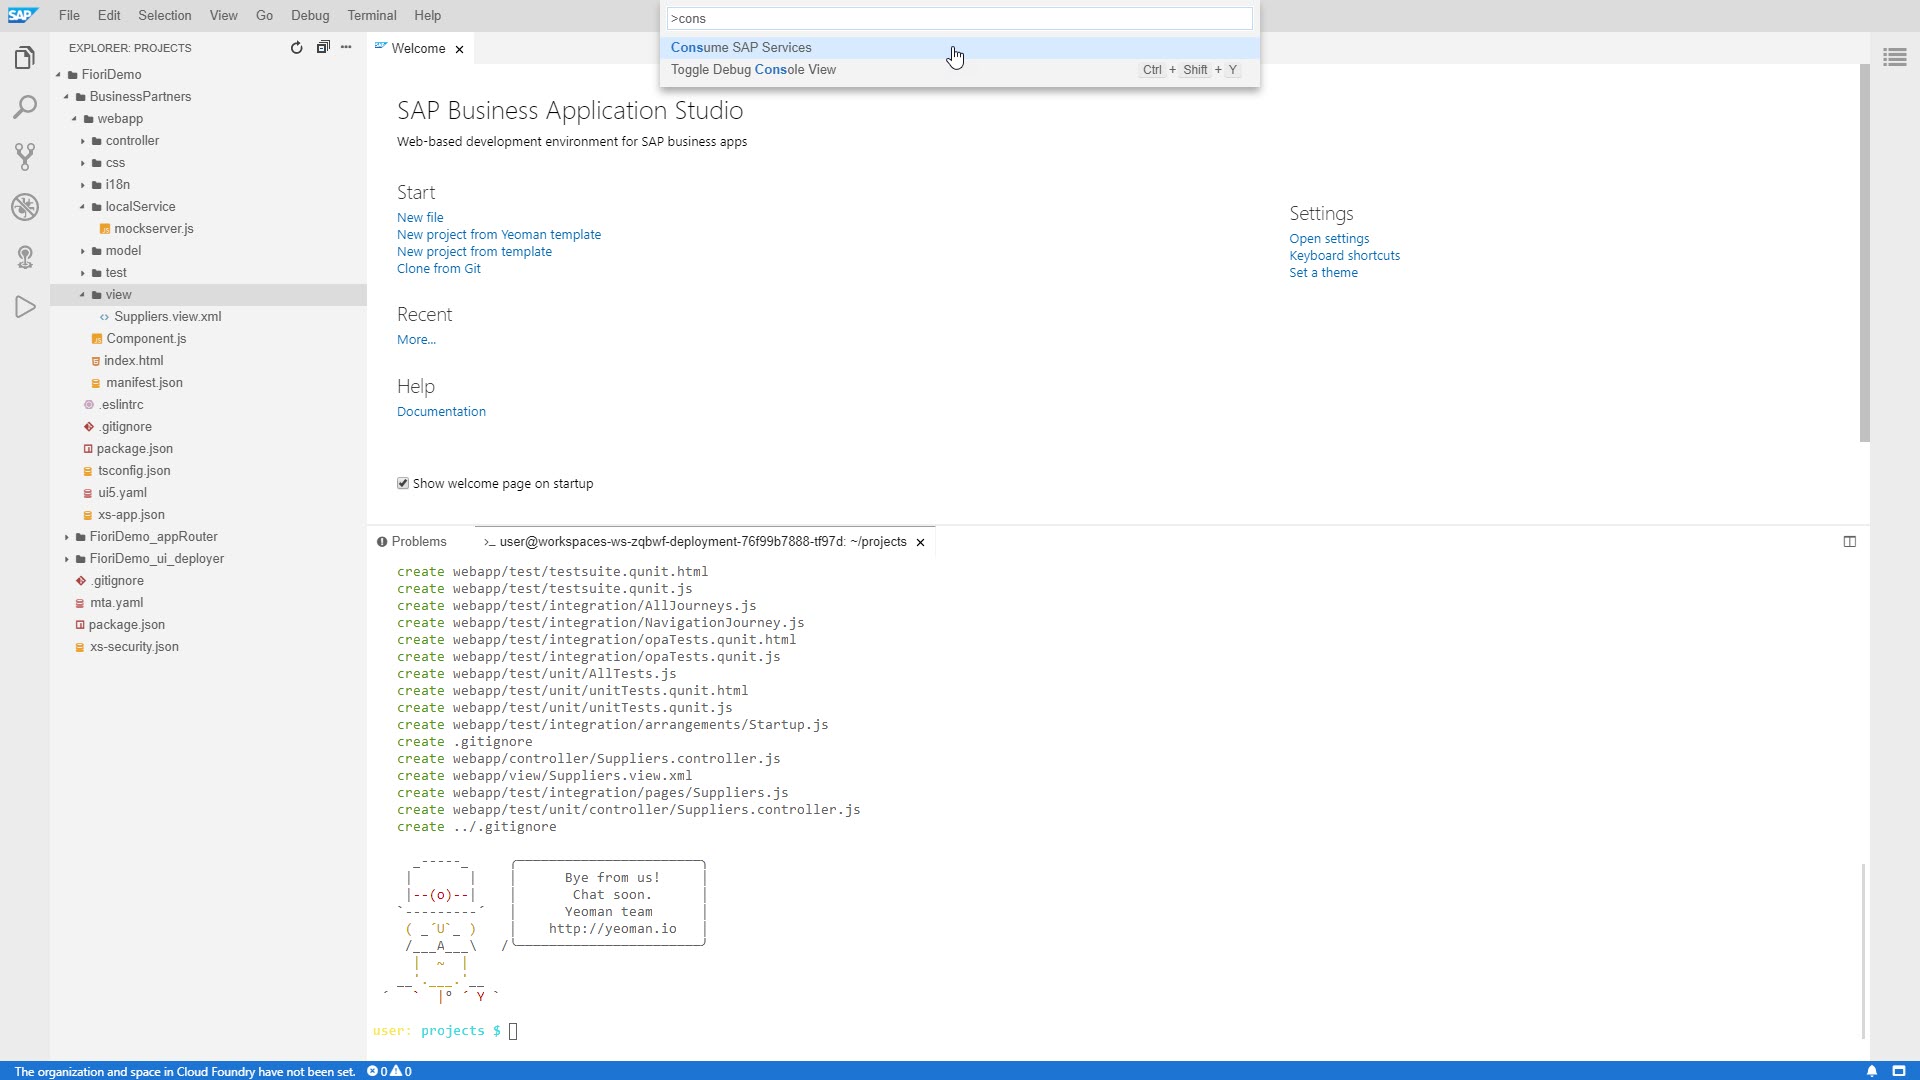 SAP File Edit Selection View Go Debug Terminal Help
>cons
Consume SAP Services
Toggle Debug Console View Ctrl + Shift + Y
EXPLORER: PROJECTS
FioriDemo
BusinessPartners
webapp
controller
css
i18n
localService
mockserver.js
model
test
view
Suppliers.view.xml
Component.js
index.html
manifest.json
.eslintrc
.gitignore
package.json
tsconfig.json
ui5.yaml
xs-app.json
FioriDemo_appRouter
FioriDemo_ui_deployer
.gitignore
mta.yaml
package.json
xs-security.json
Welcome
SAP Business Application Studio
Web-based development environment for SAP business apps
Start
New file
New project from Yeoman template
New project from template
Clone from Git
Recent
More...
Help
Documentation
Settings
Open settings
Keyboard shortcuts
Set a theme
Show welcome page on startup
Problems >_ user@workspaces-ws-zqbwf-deployment-76f99b7888-tf97d: ~/projects
create webapp/test/testsuite.qunit.html
create webapp/test/testsuite.qunit.js
create webapp/test/integration/AllJourneys.js
create webapp/test/integration/NavigationJourney.js
create webapp/test/integration/opaTests.qunit.html
create webapp/test/integration/opaTests.qunit.js
create webapp/test/unit/AllTests.js
create webapp/test/unit/unitTests.qunit.html
create webapp/test/unit/unitTests.qunit.js
create webapp/test/integration/arrangements/Startup.js
create .gitignore
create webapp/controller/Suppliers.controller.js
create webapp/view/Suppliers.view.xml
create webapp/test/integration/pages/Suppliers.js
create webapp/test/unit/controller/Suppliers.controller.js
create ../.gitignore
Bye from us!
Chat soon.
Yeoman team
http://yeoman.io
user: projects $
The organization and space in Cloud Foundry have not been set. 0 0